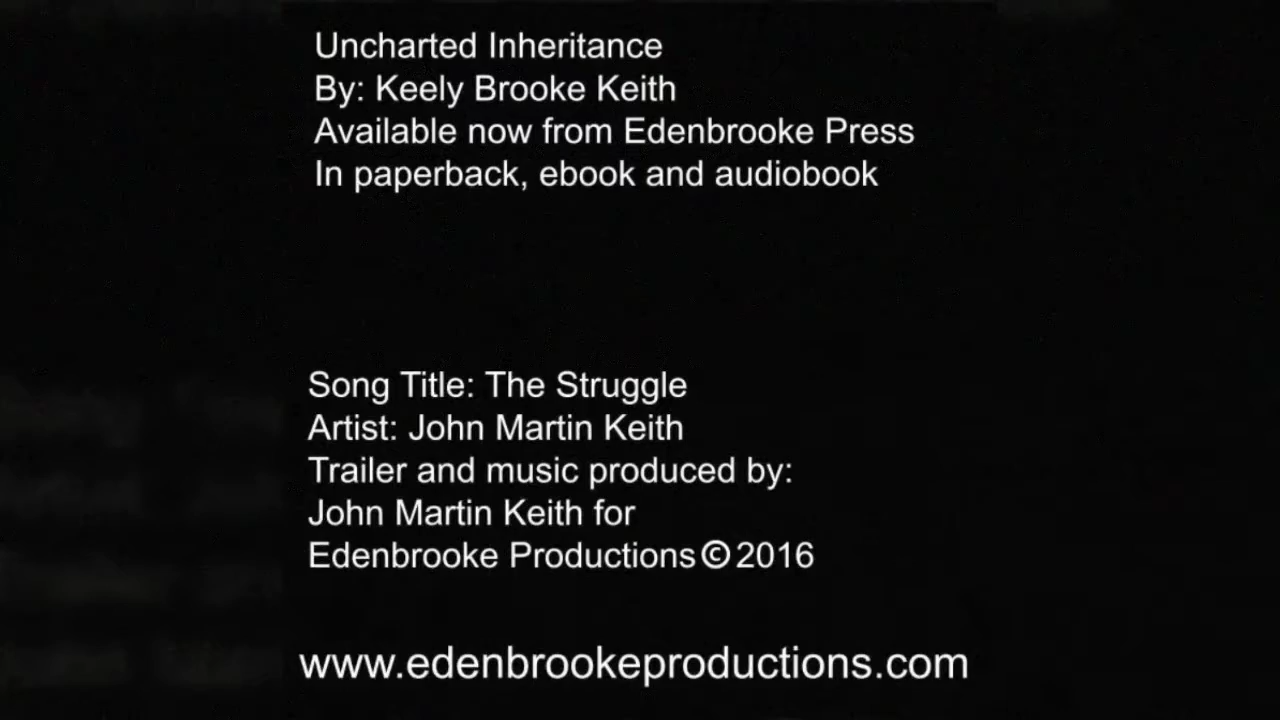 Uncharted Inheritance
By: Keely Brooke Keith
Available now from Edenbrooke Press
In paperback, ebook and audiobook
Song Title: The Struggle
Artist: John Martin Keith
Trailer and music produced by:
John Martin Keith for
Edenbrooke Productions © 2016
www.edenbrookeproductions.com